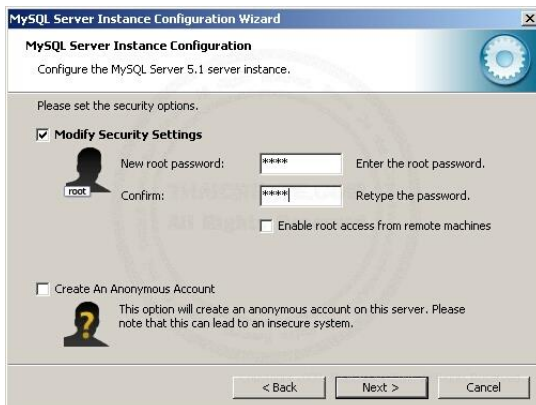 MySQL Server Instance Configuration Wizard
MySQL Server Instance Configuration
Configure the MySQL Server 5.1 server instance.
Please set the security options.
Modify Security Settings
root
New root password: **** Enter the root password.
Confirm: **** Retype the password.
Enable root access from remote machines
Create An Anonymous Account
This option will create an anonymous account on this server. Please
note that this can lead to an insecure system.
< Back Next > Cancel